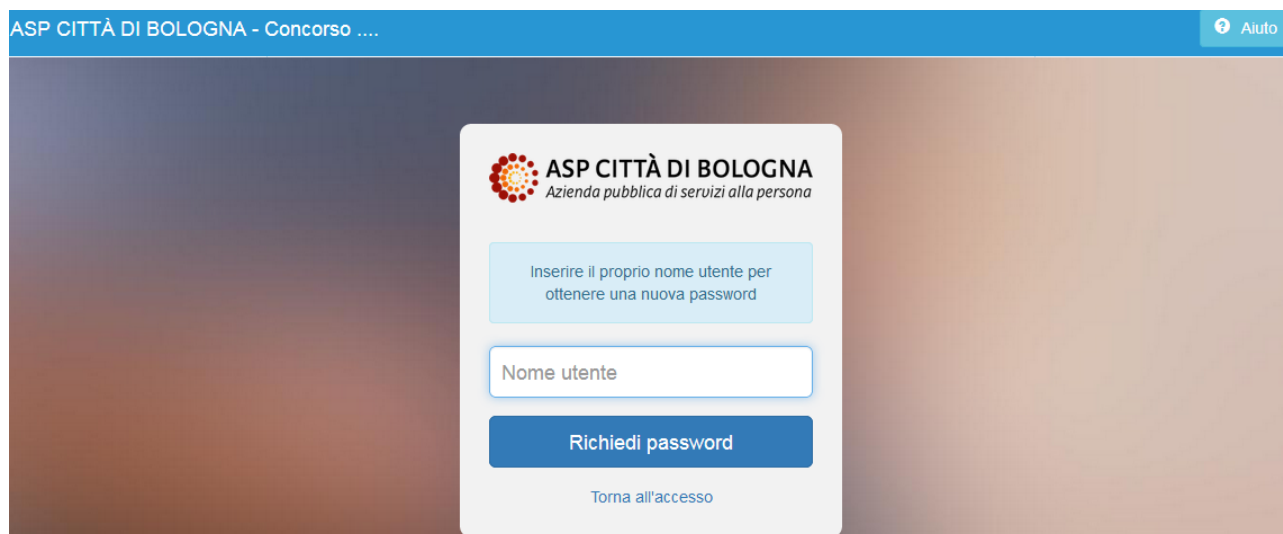 ASP CITTÀ DI BOLOGNA - Concorso ....
Aiuto
ASP CITTÀ DI BOLOGNA
Azienda pubblica di servizi alla persona
Inserire il proprio nome utente per
ottenere una nuova password
Nome utente
Richiedi password
Torna all'accesso